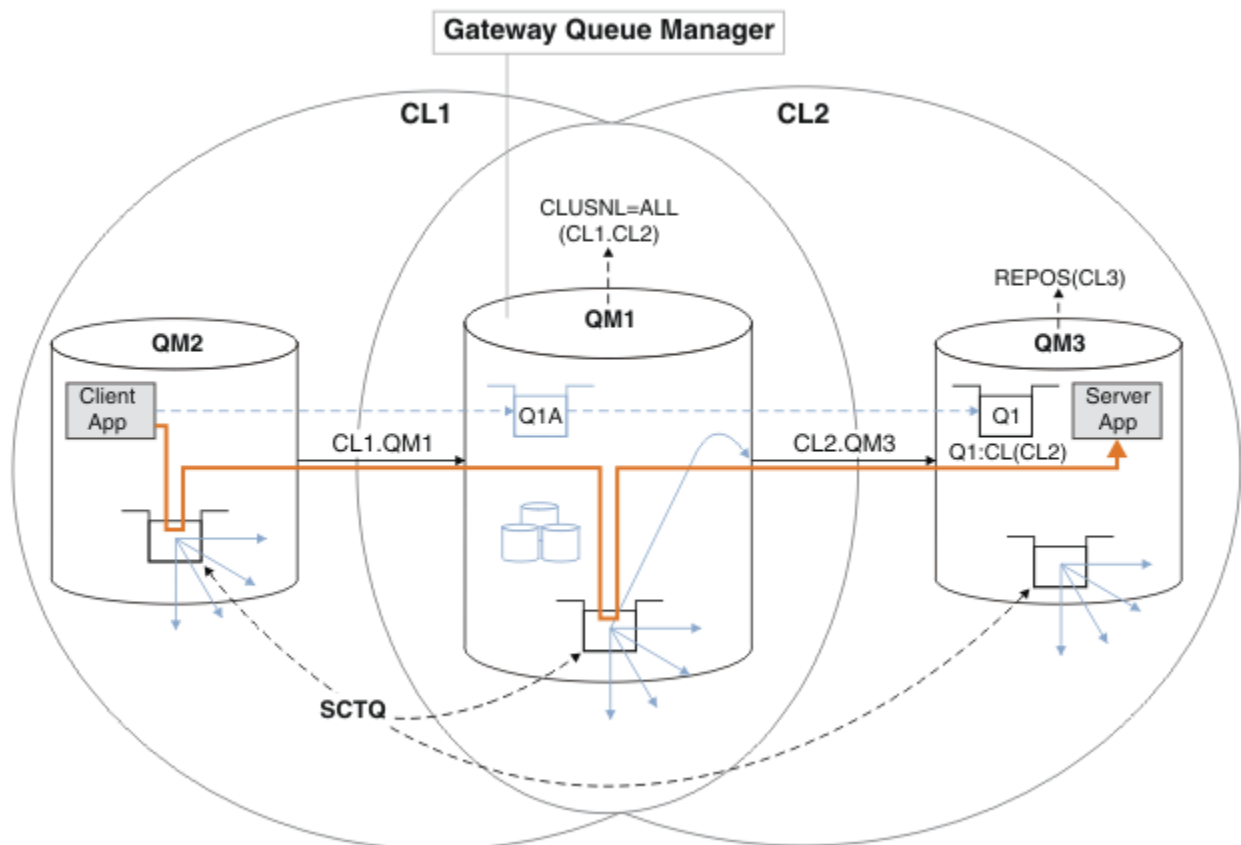 Gateway Queue Manager
CL1
CL2
CLUSNL=ALL
(CL1.CL2)
REPOS(CL3)
QM2
QM1
QM3
Client
App
Q1A
Q1
Server
App
CL1.QM1
CL2.QM3
Q1:CL(CL2)
SCTQ